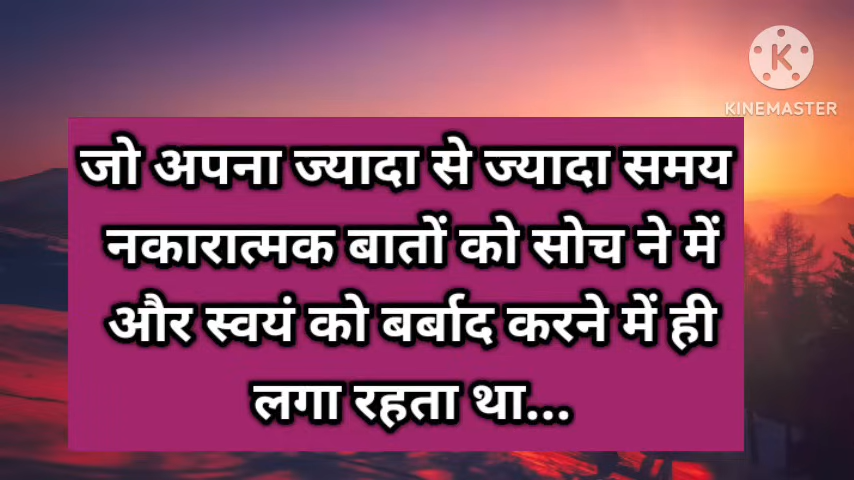 KINEMASTER
जो अपना ज्यादा से ज्यादा समय
नकारात्मक बातों को सोच ने में
और स्वयं को बर्बाद करने में ही
लगा रहता था...